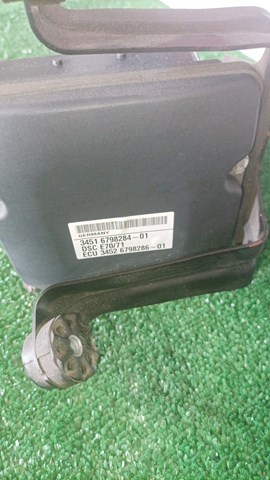 GERMANY
3451 6798284-01
DSC E70/71
ECU 3452 6798286-01